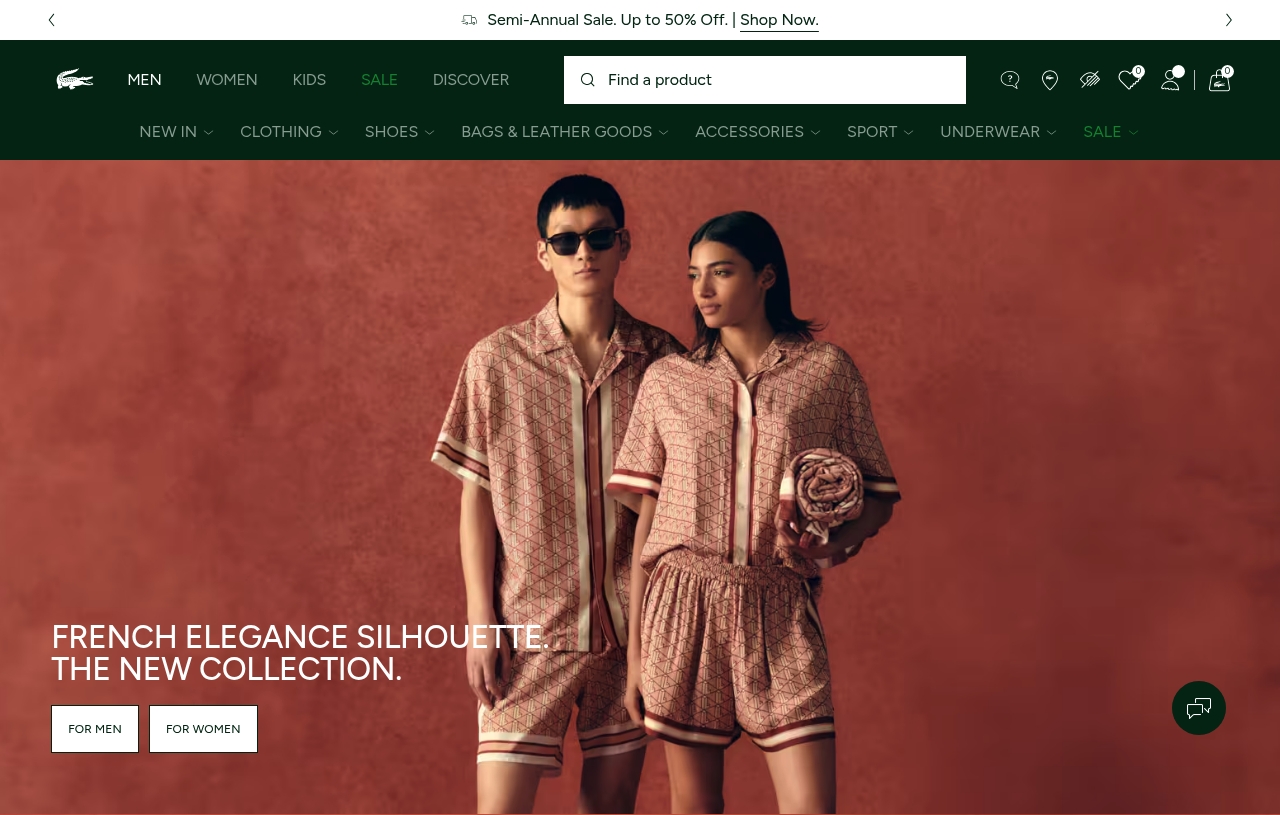 Semi-Annual Sale. Up to 50% Off. | Shop Now.
MEN WOMEN KIDS SALE DISCOVER Find a product ? 0 0
NEW IN CLOTHING SHOES BAGS & LEATHER GOODS ACCESSORIES SPORT UNDERWEAR SALE
FRENCH ELEGANCE SILHOUETTE.
THE NEW COLLECTION.
FOR MEN FOR WOMEN